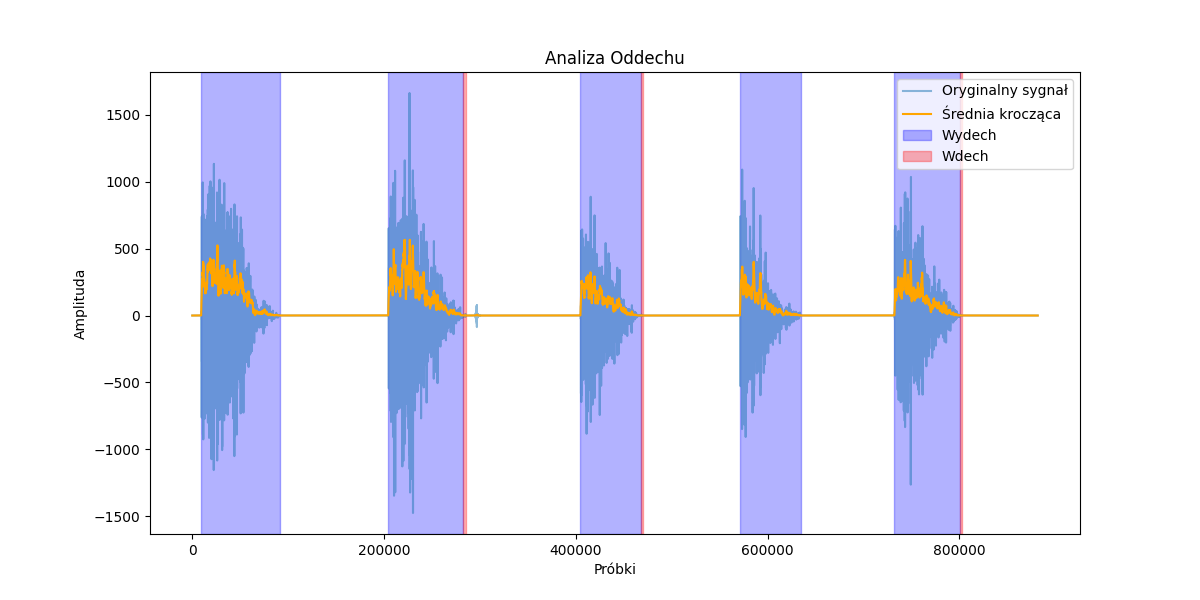 Analiza Oddechu
Oryginalny sygnał
Średnia krocząca
Wydech
Wdech
Amplituda
1500
1000
500
0
−500
−1000
−1500
0 200000 400000 600000 800000
Próbki